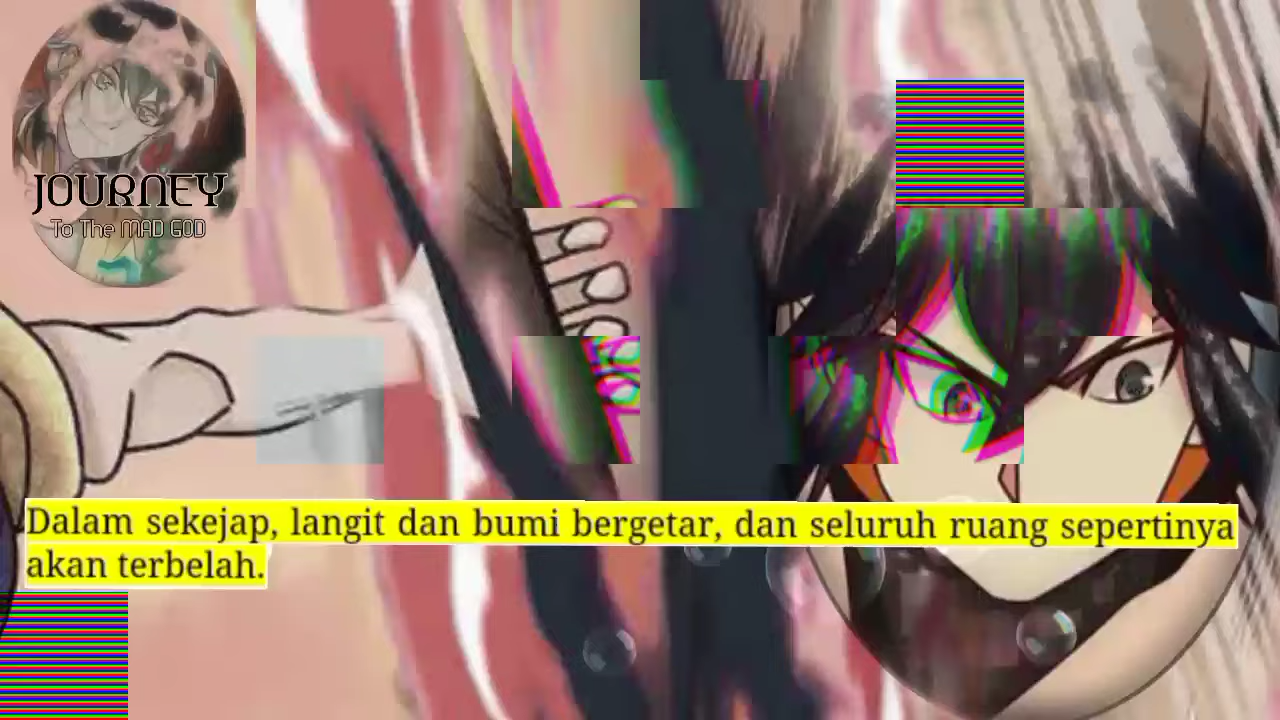 JOURNEY
To The MAD GOD
Dalam sekejap, langit dan bumi bergetar, dan seluruh ruang sepertinya
akan terbelah.